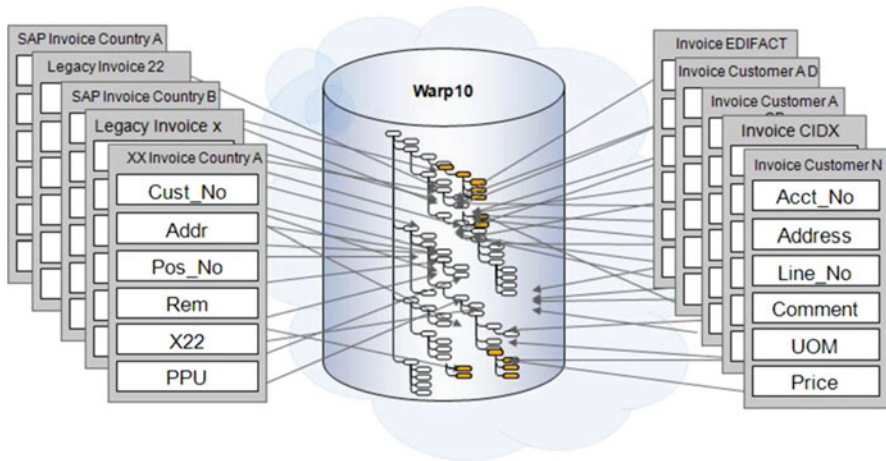 SAP Invoice Country A
Legacy Invoice 22
SAP Invoice Country B
Legacy Invoice x
XX Invoice Country A
Cust_No
Addr
Pos_No
Rem
X22
PPU
Warp10
Invoice EDIFACT
Invoice Customer A D
Invoice Customer A
Invoice CIDX
Invoice Customer N
Acct_No
Address
Line_No
Comment
UOM
Price